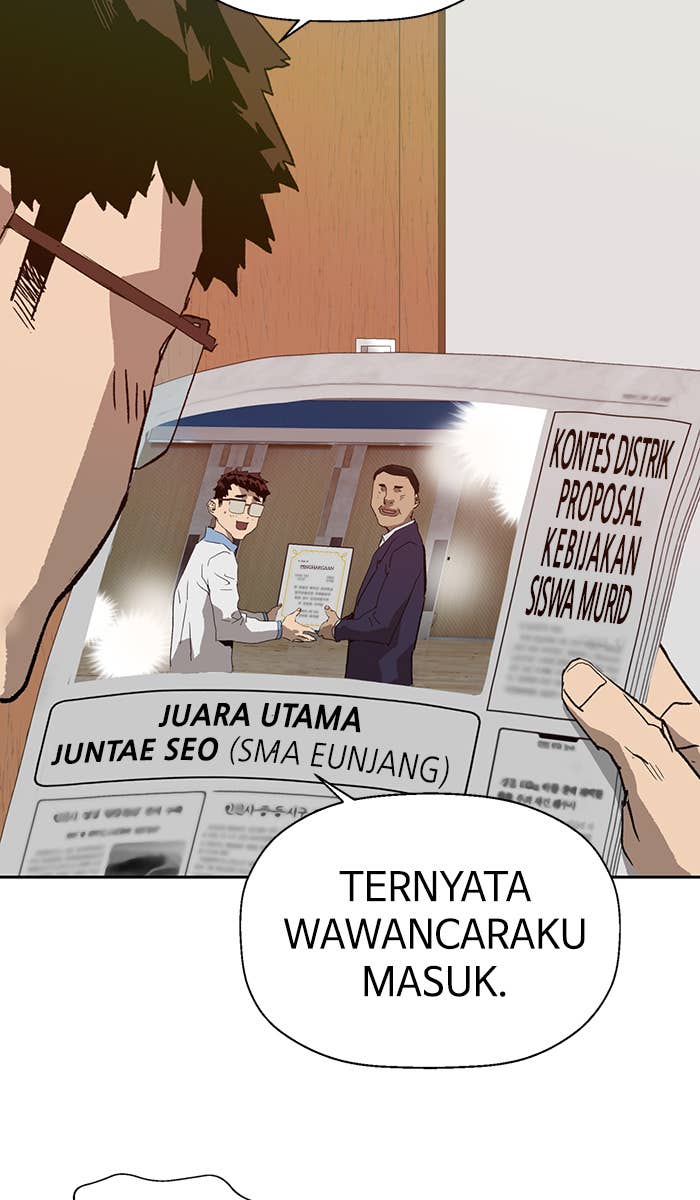 KONTES DISTRIK
PROPOSAL
KEBIJAKAN
SISWA MURID
PENGHARGAAN
JUARA UTAMA
JUNTAE SEO (SMA EUNJANG)
TERNYATA
WAWANCARAKU
MASUK.